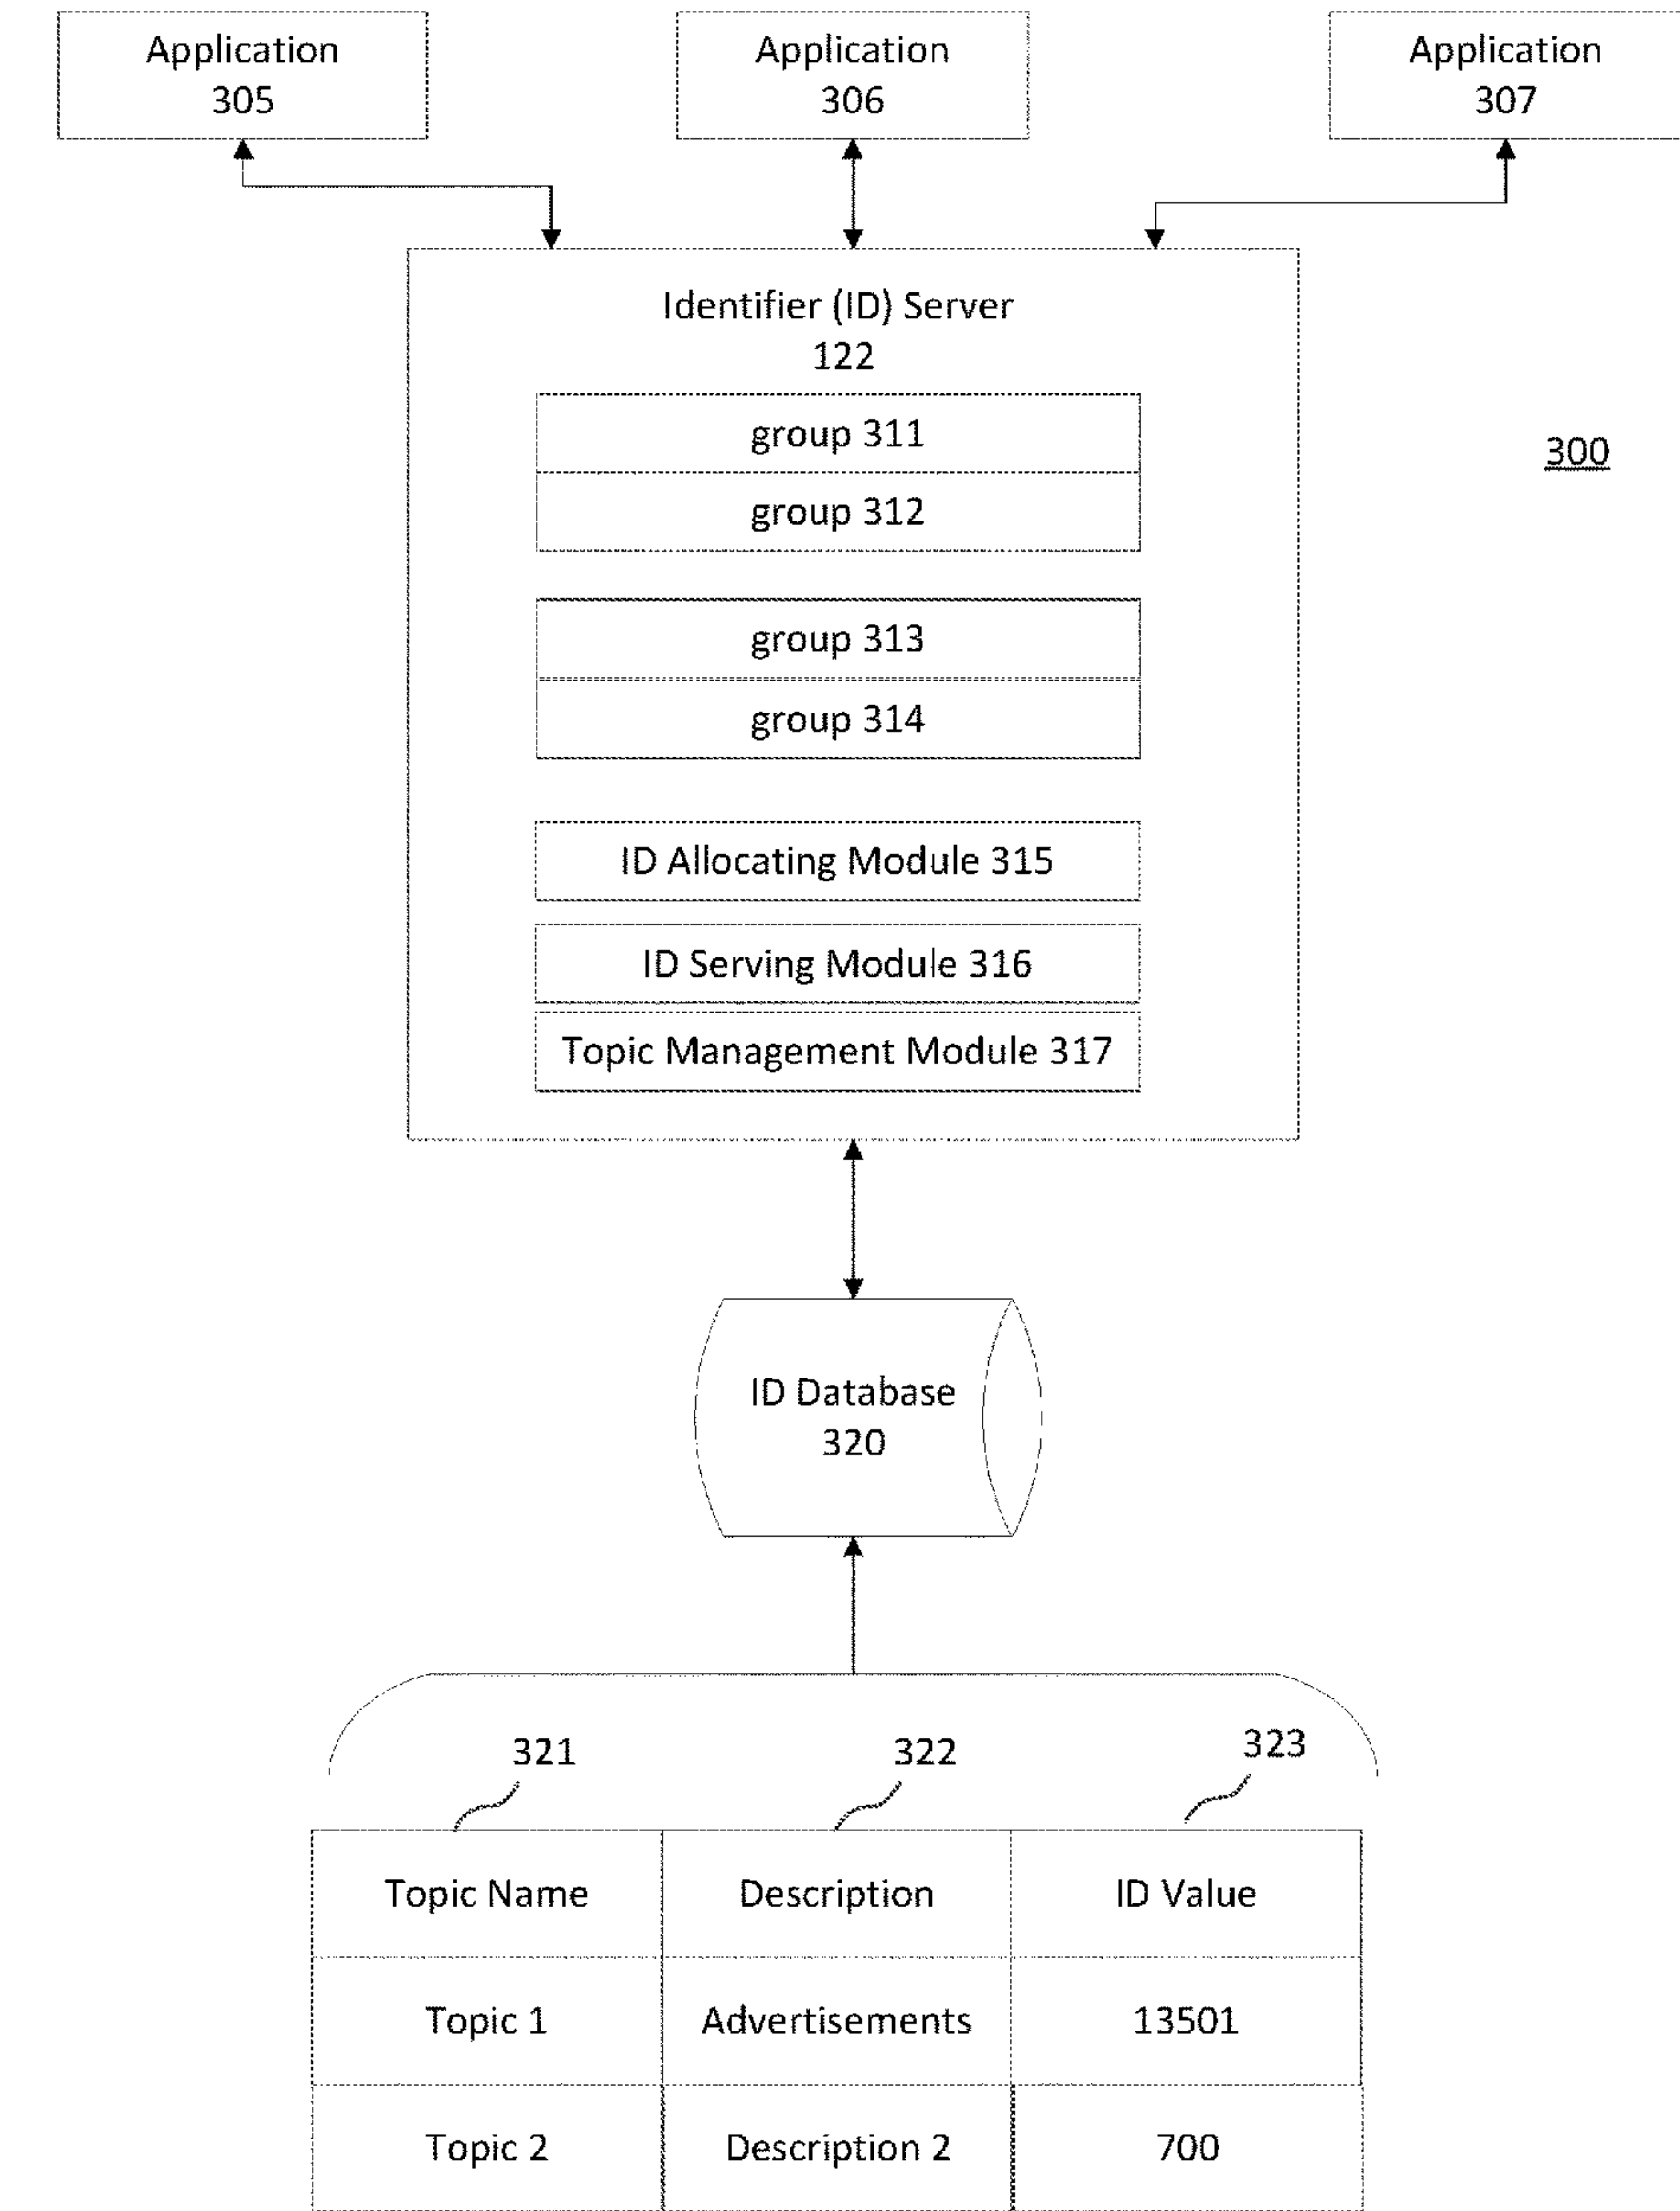 Application
305
Application
306
Application
307
Identifier (ID) Server
122
group 311
group 312
300
group 313
group 314
ID Allocating Module 315
ID Serving Module 316
Topic Management Module 317
ID Database
320
321
322
323
Topic Name
Description
ID Value
Topic 1
Advertisements
13501
Topic 2
Description 2
700